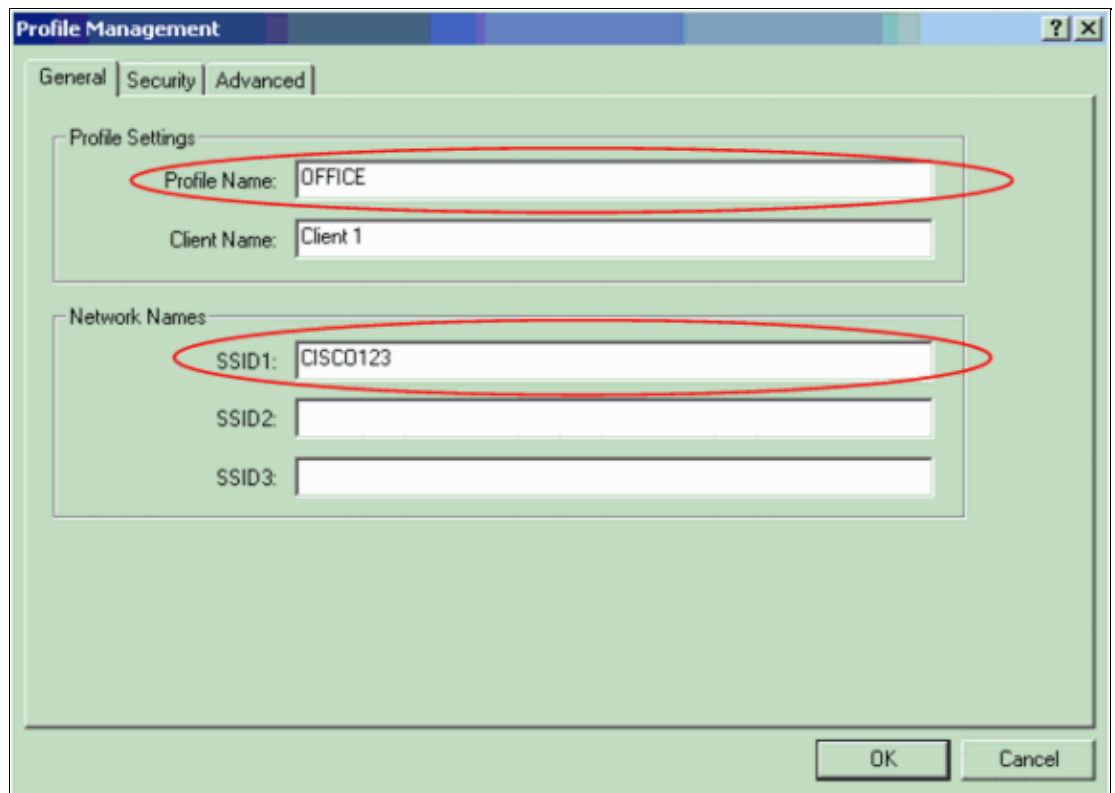 Profile Management
General Security Advanced
Profile Settings
Profile Name: OFFICE
Client Name: Client 1
Network Names
SSID1: CISCO123
SSID2:
SSID3:
OK Cancel